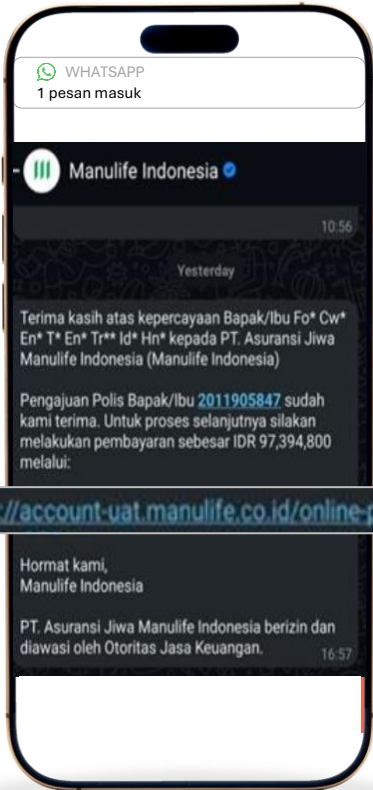 WHATSAPP
1 pesan masuk
Manulife Indonesia
10:56
Yesterday
Terima kasih atas kepercayaan Bapak/Ibu Fo* Cw*
En* T* En* Tr** Id* Hn* kepada PT. Asuransi Jiwa
Manulife Indonesia (Manulife Indonesia)
Pengajuan Polis Bapak/Ibu 2011905847 sudah
kami terima. Untuk proses selanjutnya silakan
melakukan pembayaran sebesar IDR 97,394,800
melalui:
://account-uat.manulife.co.id/online-p
Hormat kami,
Manulife Indonesia
PT. Asuransi Jiwa Manulife Indonesia berizin dan
diawasi oleh Otoritas Jasa Keuangan.
16:57